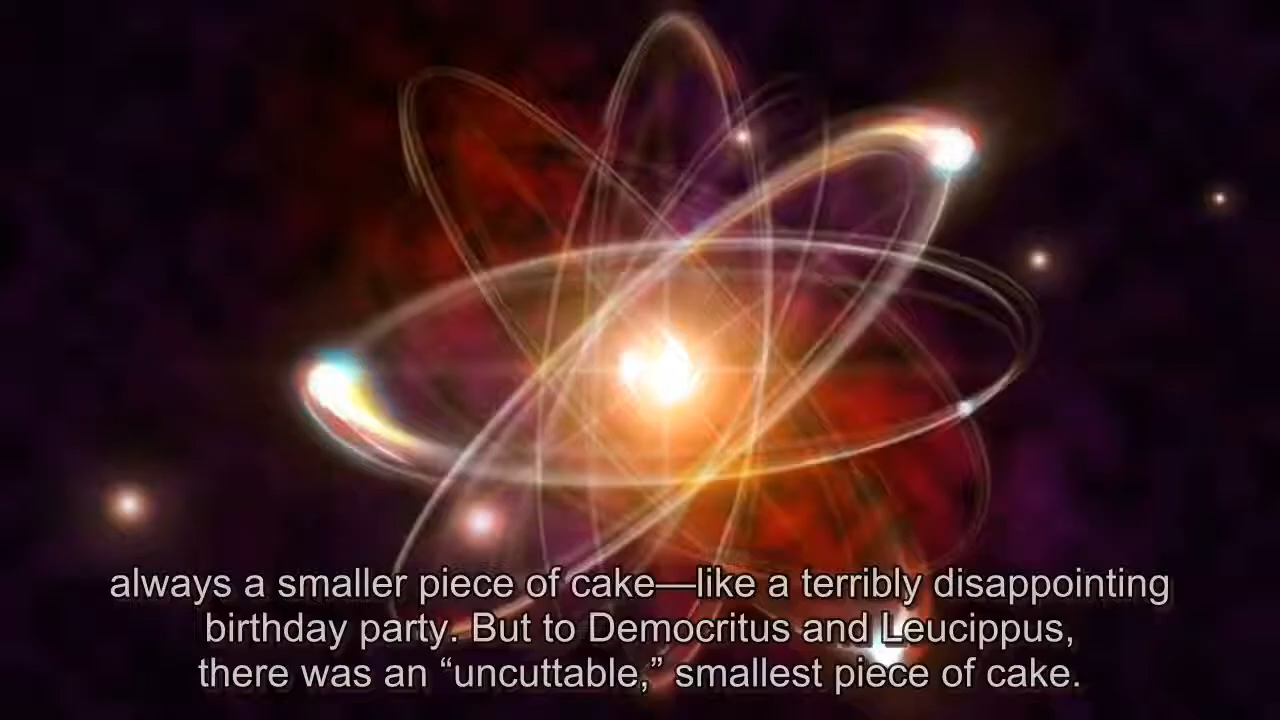 always a smaller piece of cake—like a terribly disappointing
birthday party. But to Democritus and Leucippus,
there was an “uncuttable,” smallest piece of cake.